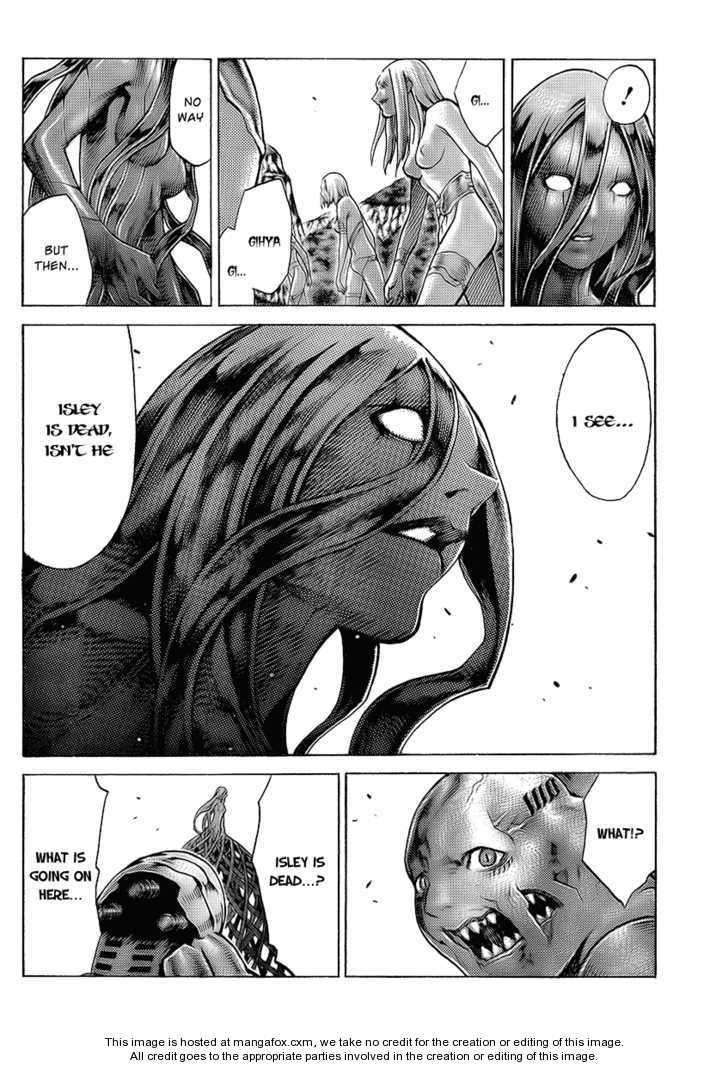 !
GI...
GIHYA
GI...
NO
WAY
BUT
THEN...
I SEE...
ISLEY
IS DEAD,
ISN'T HE
WHAT!?
ISLEY IS
DEAD...?
WHAT IS
GOING ON
HERE...
This image is hosted at mangafox.cxm, we take no credit for the creation or editing of this image.
All credit goes to the appropriate parties involved in the creation or editing of this image.